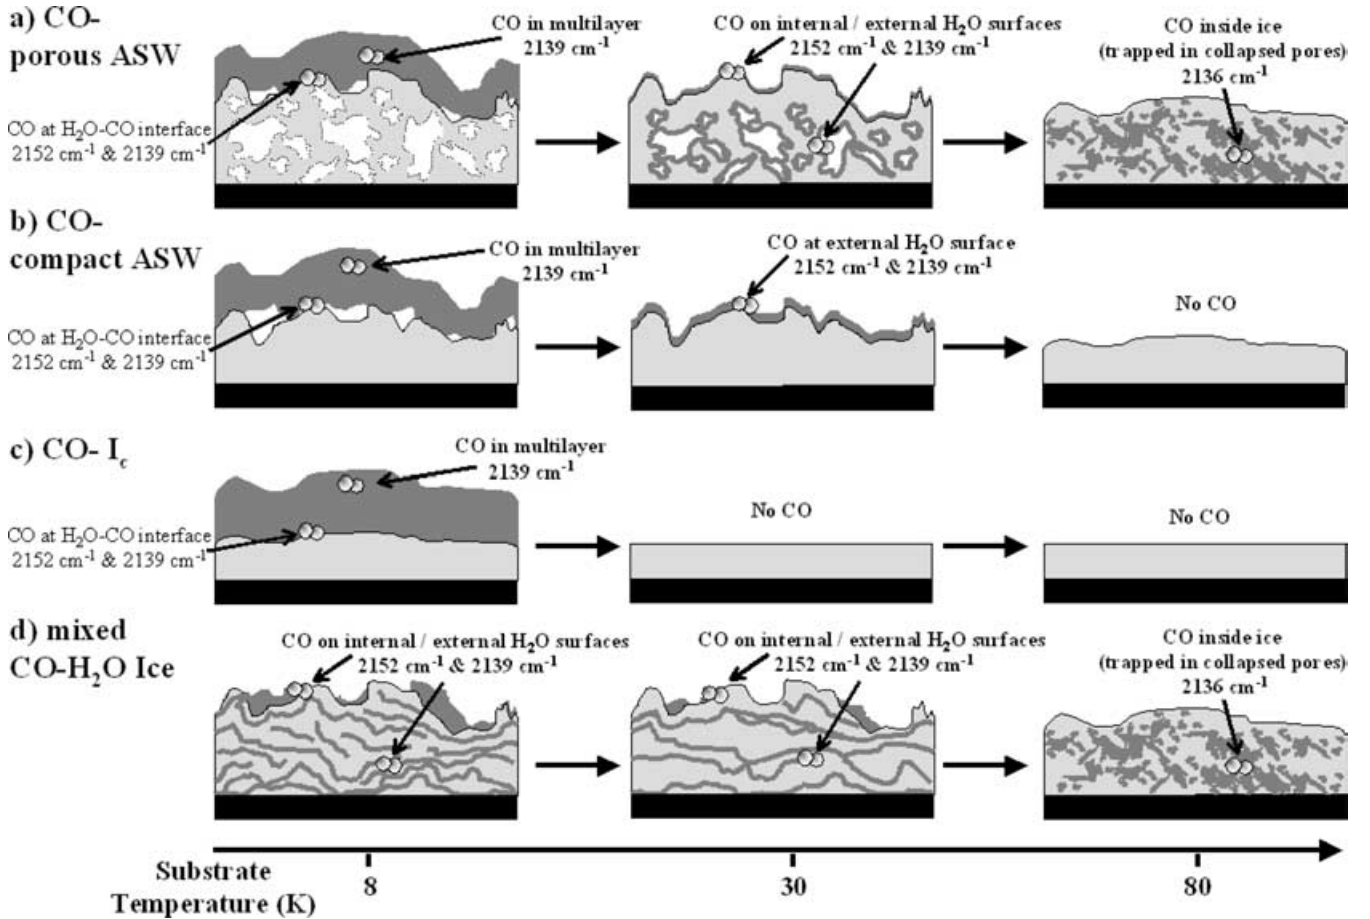 a) CO-
porous ASW
CO in multilayer
2139 cm⁻¹
CO at H₂O-CO interface
2152 cm⁻¹ & 2139 cm⁻¹
CO on internal / external H₂O surfaces
2152 cm⁻¹ & 2139 cm⁻¹
CO inside ice
(trapped in collapsed pores)
2136 cm⁻¹
b) CO-
compact ASW
CO in multilayer
2139 cm⁻¹
CO at H₂O-CO interface
2152 cm⁻¹ & 2139 cm⁻¹
CO at external H₂O surface
2152 cm⁻¹ & 2139 cm⁻¹
No CO
c) CO- I꜀
CO in multilayer
2139 cm⁻¹
CO at H₂O-CO interface
2152 cm⁻¹ & 2139 cm⁻¹
No CO
No CO
d) mixed
CO-H₂O Ice
CO on internal / external H₂O surfaces
2152 cm⁻¹ & 2139 cm⁻¹
CO on internal / external H₂O surfaces
2152 cm⁻¹ & 2139 cm⁻¹
CO inside ice
(trapped in collapsed pores)
2136 cm⁻¹
Substrate
Temperature (K)
8
30
80